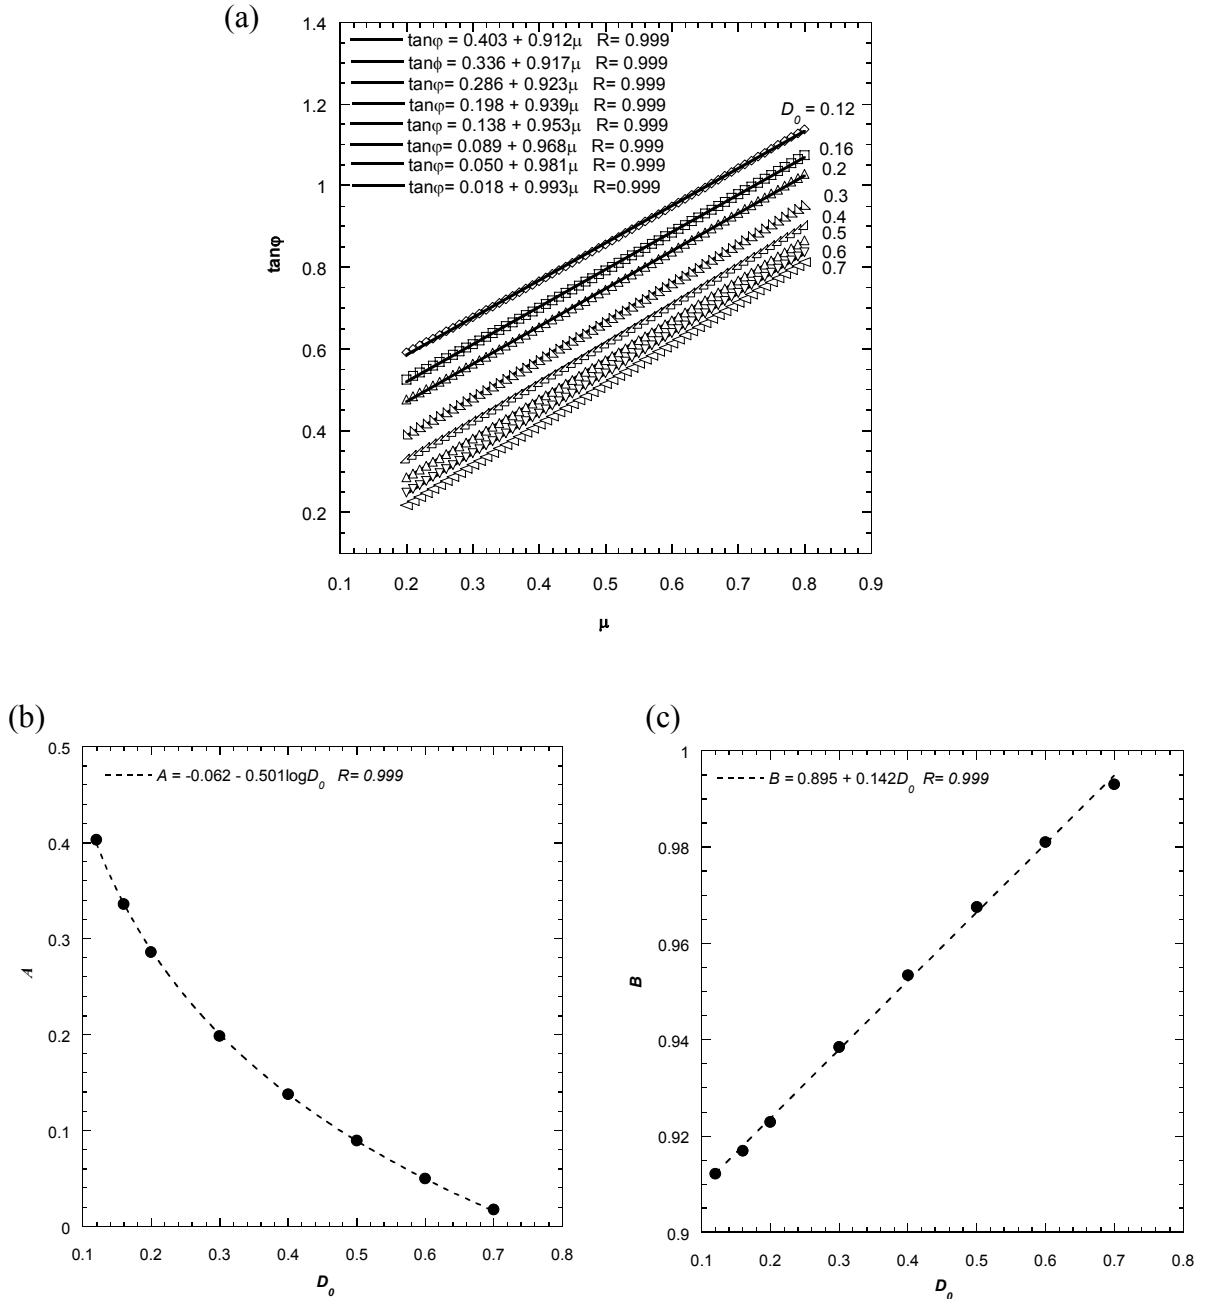 (a)
1.4
1.2
1
0.8
0.6
0.4
0.2
tanφ
tanφ = 0.403 + 0.912μ R= 0.999
tanϕ = 0.336 + 0.917μ R= 0.999
tanφ= 0.286 + 0.923μ R= 0.999
tanφ= 0.198 + 0.939μ R= 0.999
tanφ= 0.138 + 0.953μ R= 0.999
tanφ= 0.089 + 0.968μ R= 0.999
tanφ= 0.050 + 0.981μ R= 0.999
tanφ= 0.018 + 0.993μ R=0.999
D0 = 0.12
0.16
0.2
0.3
0.4
0.5
0.6
0.7
0.1 0.2 0.3 0.4 0.5 0.6 0.7 0.8 0.9
μ
(b)
0.5
0.4
0.3
0.2
0.1
0
A
A = -0.062 - 0.501logD0 R= 0.999
0.1 0.2 0.3 0.4 0.5 0.6 0.7 0.8
D0
(c)
1
0.98
0.96
0.94
0.92
0.9
B
B = 0.895 + 0.142D0 R= 0.999
0.1 0.2 0.3 0.4 0.5 0.6 0.7 0.8
D0